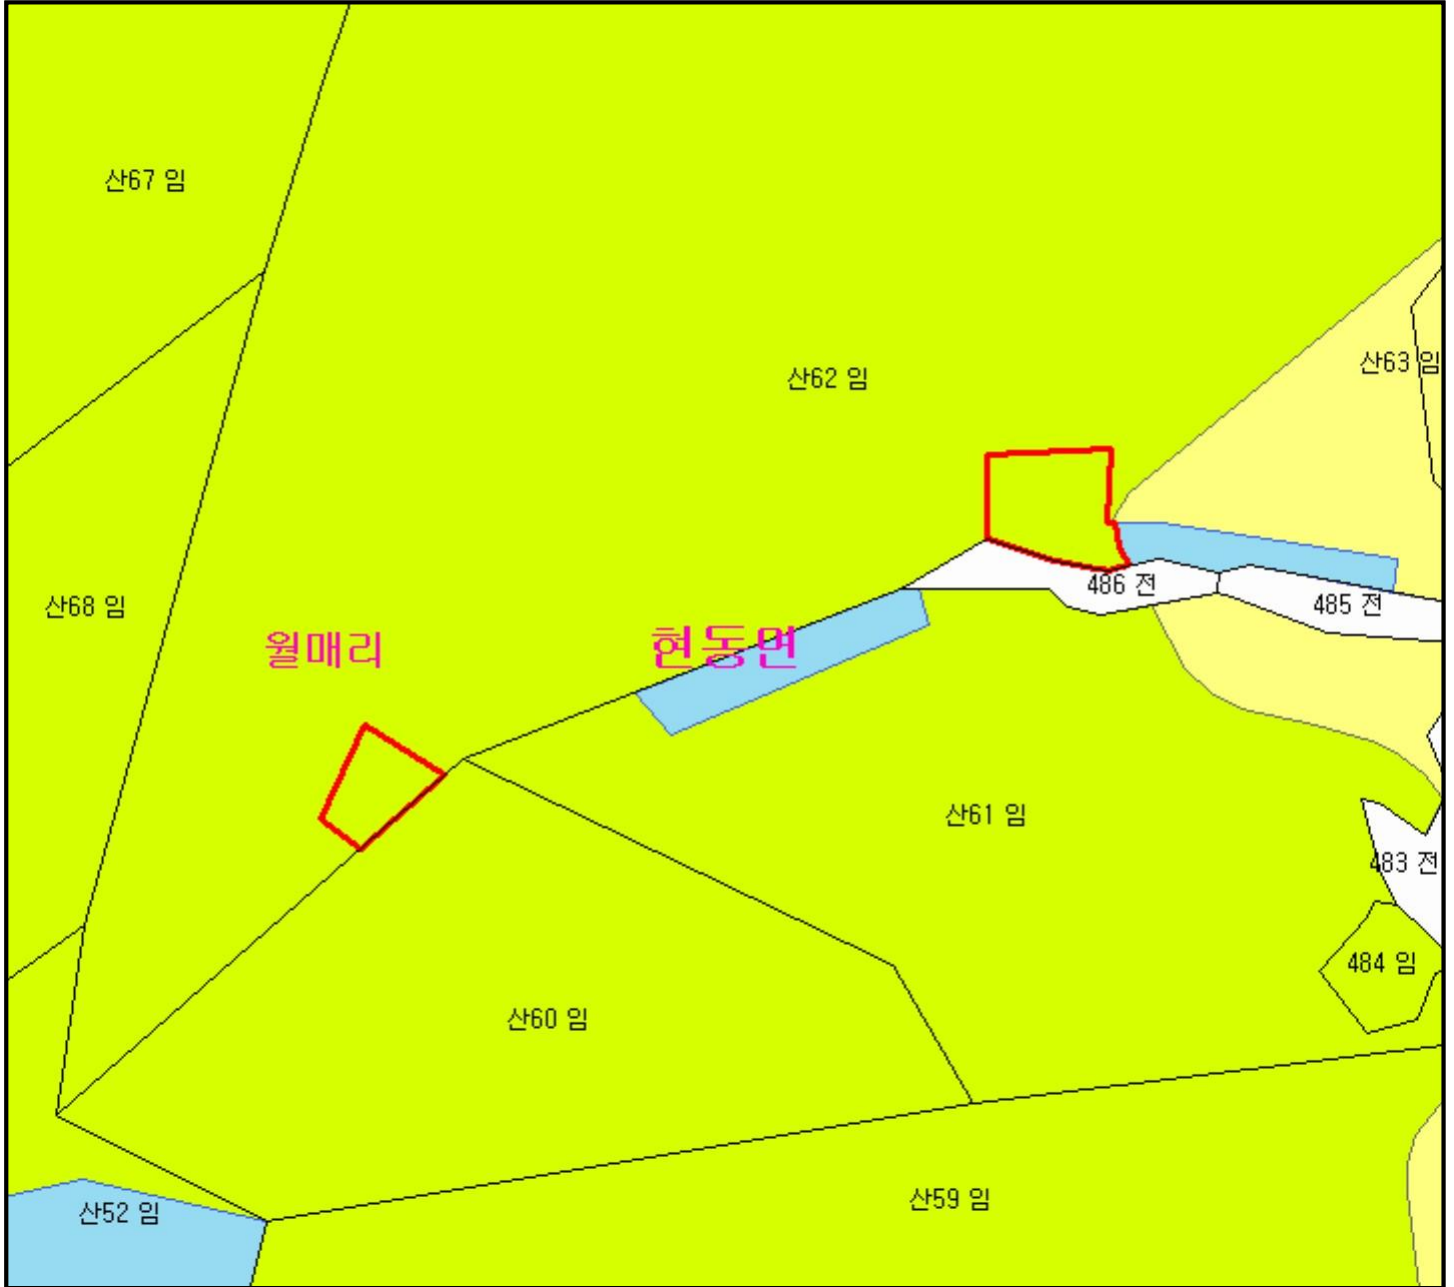 산67 임
산63 임
산62 임
486 전
485 전
산68 임
월매리
현동면
산61 임
483 전
484 임
산60 임
산59 임
산52 임